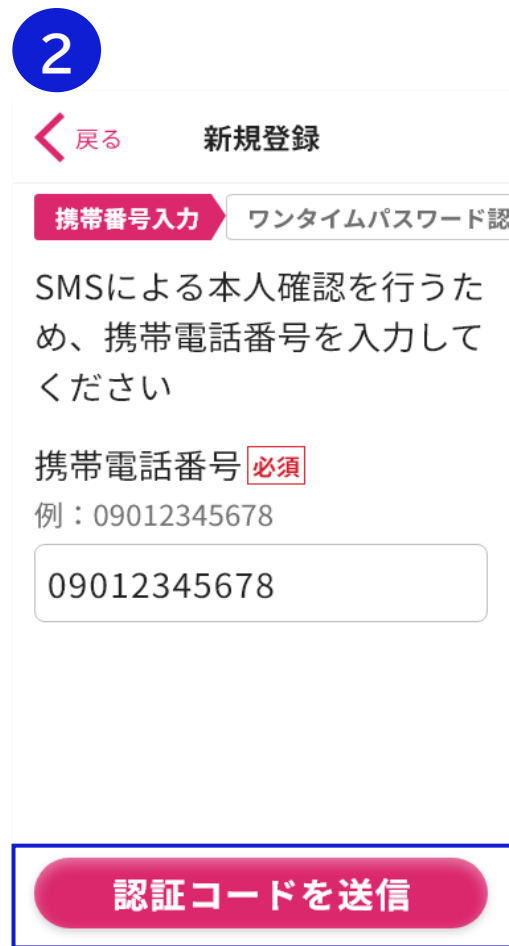 2
戻る 新規登録
携帯番号入力 ワンタイムパスワード認
SMSによる本人確認を行うた
め、携帯電話番号を入力して
ください
携帯電話番号 必須
例：09012345678
09012345678
認証コードを送信